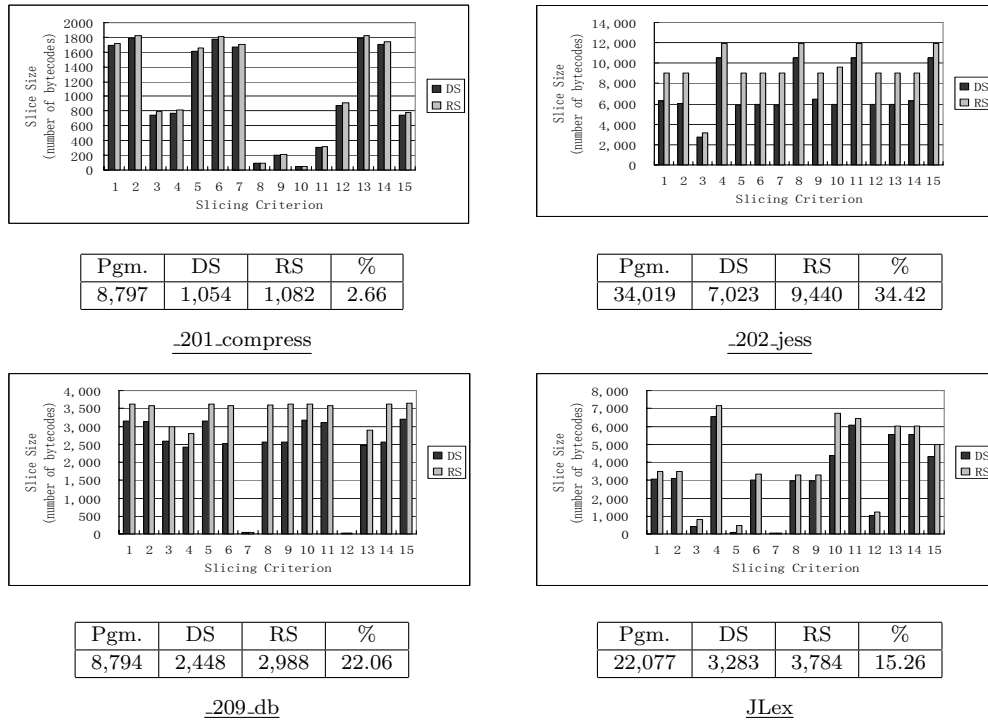 2000
1800
1600
1400
1200
1000
800
600
400
200
0
Slice Size
(number of bytecodes)
1 2 3 4 5 6 7 8 9 10 11 12 13 14 15
Slicing Criterion
DS
RS
Pgm. DS RS %
8,797 1,054 1,082 2.66
_201_compress
14,000
12,000
10,000
8,000
6,000
4,000
2,000
0
Slice Size
(number of bytecodes)
1 2 3 4 5 6 7 8 9 10 11 12 13 14 15
Slicing Criterion
DS
RS
Pgm. DS RS %
34,019 7,023 9,440 34.42
_202_jess
4,000
3,500
3,000
2,500
2,000
1,500
1,000
500
0
Slice Size
(number of bytecodes)
1 2 3 4 5 6 7 8 9 10 11 12 13 14 15
Slicing Criterion
DS
RS
Pgm. DS RS %
8,794 2,448 2,988 22.06
_209_db
8,000
7,000
6,000
5,000
4,000
3,000
2,000
1,000
0
Slice Size
(number of bytecodes)
1 2 3 4 5 6 7 8 9 10 11 12 13 14 15
Slicing Criterion
DS
RS
Pgm. DS RS %
22,077 3,283 3,784 15.26
JLex